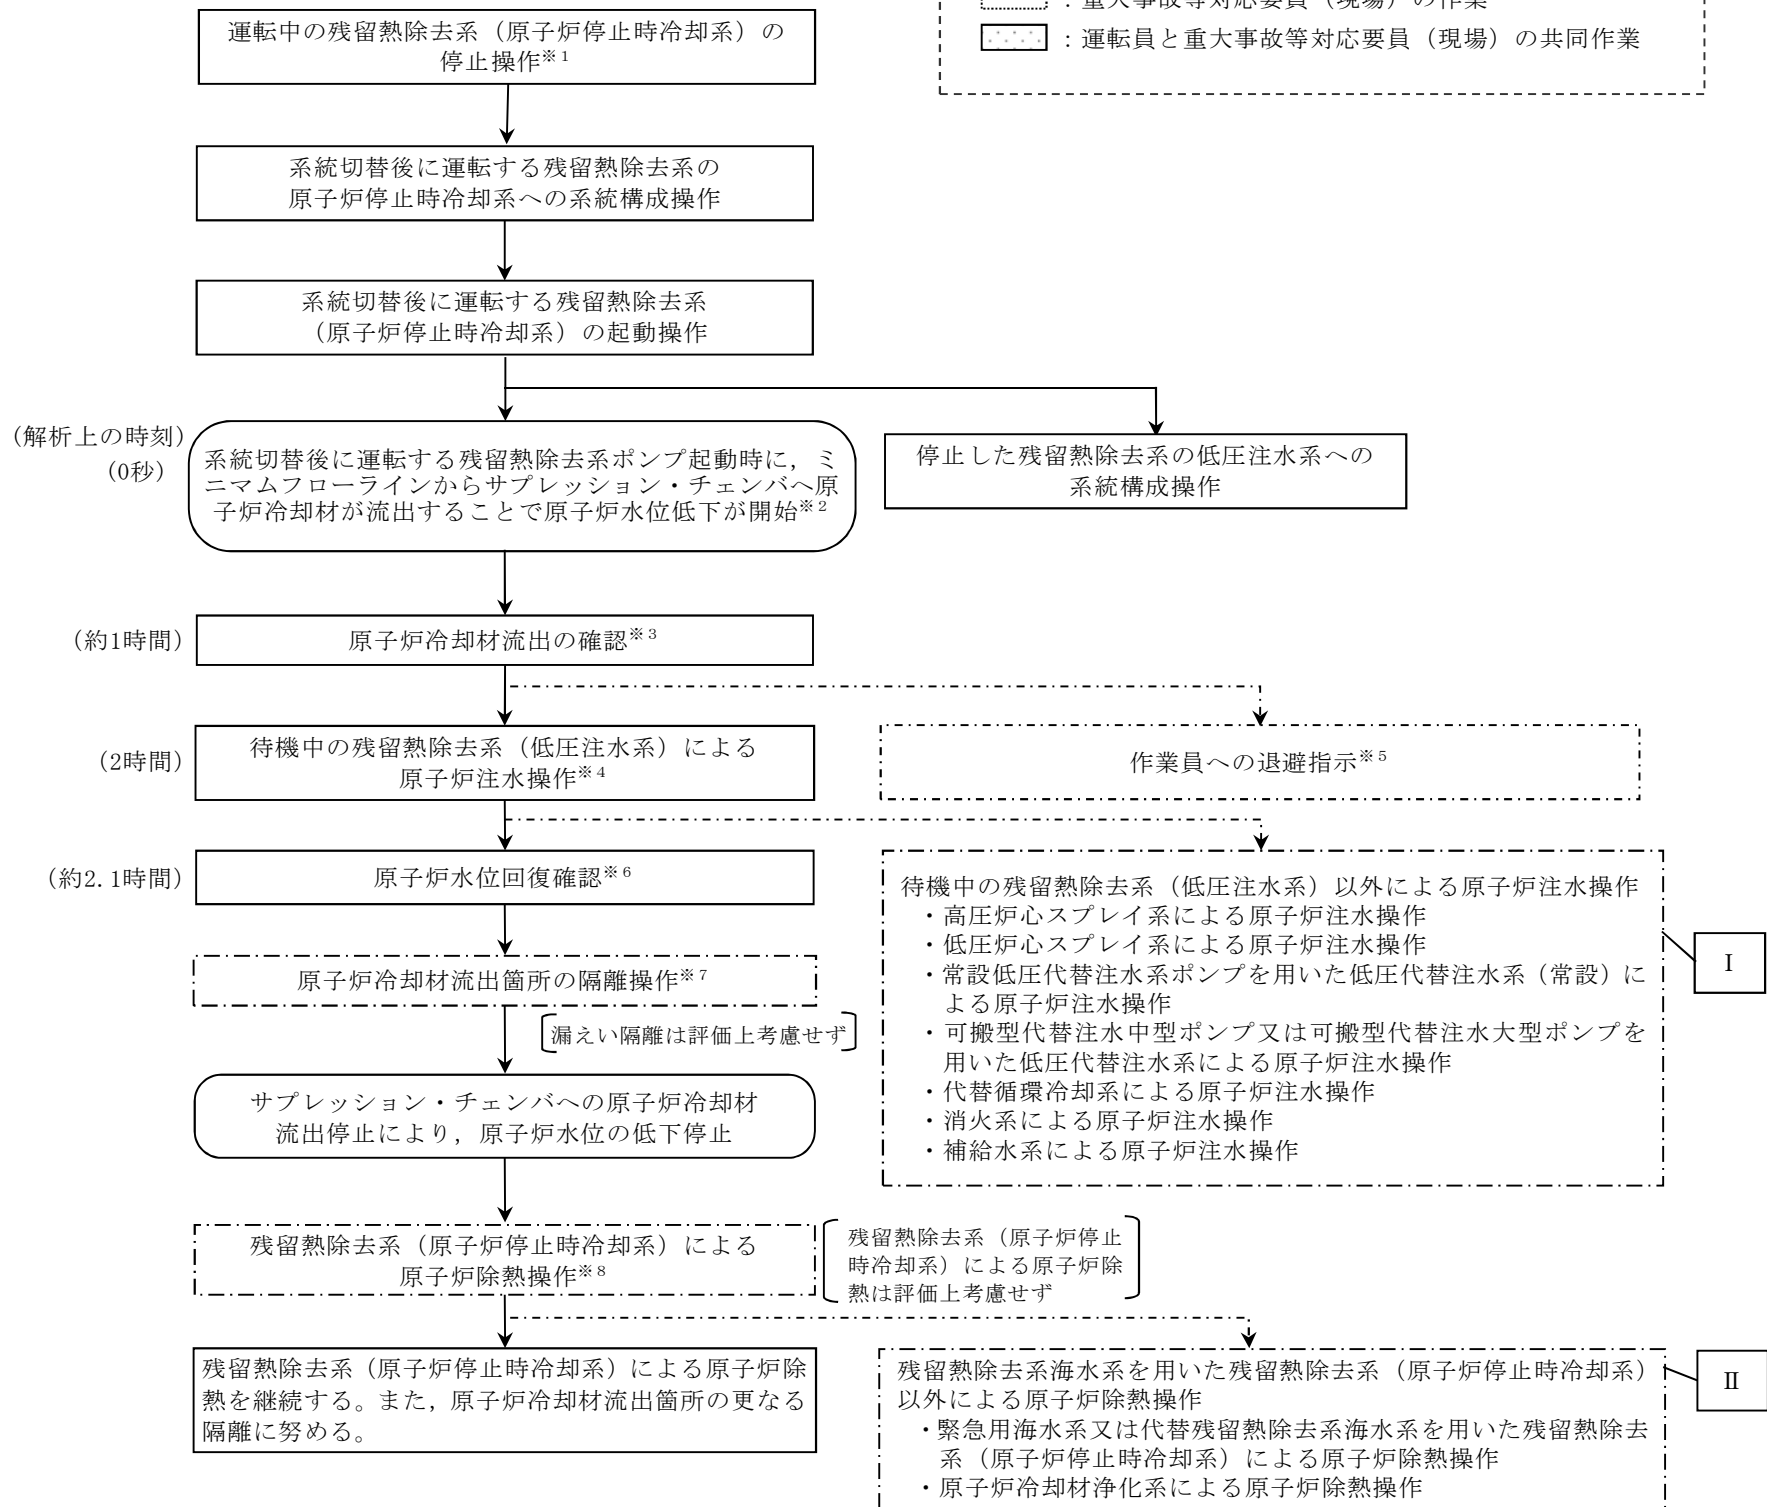 ：重大事故等対応要員（現場）の作業
：運転員と重大事故等対応要員（現場）の共同作業
運転中の残留熱除去系（原子炉停止時冷却系）の
停止操作※１
系統切替後に運転する残留熱除去系の
原子炉停止時冷却系への系統構成操作
系統切替後に運転する残留熱除去系
（原子炉停止時冷却系）の起動操作
（解析上の時刻）
（0秒）
系統切替後に運転する残留熱除去系ポンプ起動時に，ミ
ニマムフローラインからサプレッション・チェンバへ原
子炉冷却材が流出することで原子炉水位低下が開始※２
停止した残留熱除去系の低圧注水系への
系統構成操作
（約1時間）
原子炉冷却材流出の確認※３
（2時間）
待機中の残留熱除去系（低圧注水系）による
原子炉注水操作※４
作業員への退避指示※５
（約2.1時間）
原子炉水位回復確認※６
待機中の残留熱除去系（低圧注水系）以外による原子炉注水操作
・高圧炉心スプレイ系による原子炉注水操作
・低圧炉心スプレイ系による原子炉注水操作
・常設低圧代替注水系ポンプを用いた低圧代替注水系（常設）に
よる原子炉注水操作
・可搬型代替注水中型ポンプ又は可搬型代替注水大型ポンプを
用いた低圧代替注水系による原子炉注水操作
・代替循環冷却系による原子炉注水操作
・消火系による原子炉注水操作
・補給水系による原子炉注水操作
Ⅰ
原子炉冷却材流出箇所の隔離操作※７
漏えい隔離は評価上考慮せず
サプレッション・チェンバへの原子炉冷却材
流出停止により，原子炉水位の低下停止
残留熱除去系（原子炉停止時冷却系）による
原子炉除熱操作※８
残留熱除去系（原子炉停止
時冷却系）による原子炉除
熱は評価上考慮せず
残留熱除去系（原子炉停止時冷却系）による原子炉除
熱を継続する。また，原子炉冷却材流出箇所の更なる
隔離に努める。
残留熱除去系海水系を用いた残留熱除去系（原子炉停止時冷却系）
以外による原子炉除熱操作
・緊急用海水系又は代替残留熱除去系海水系を用いた残留熱除去
系（原子炉停止時冷却系）による原子炉除熱操作
・原子炉冷却材浄化系による原子炉除熱操作
Ⅱ